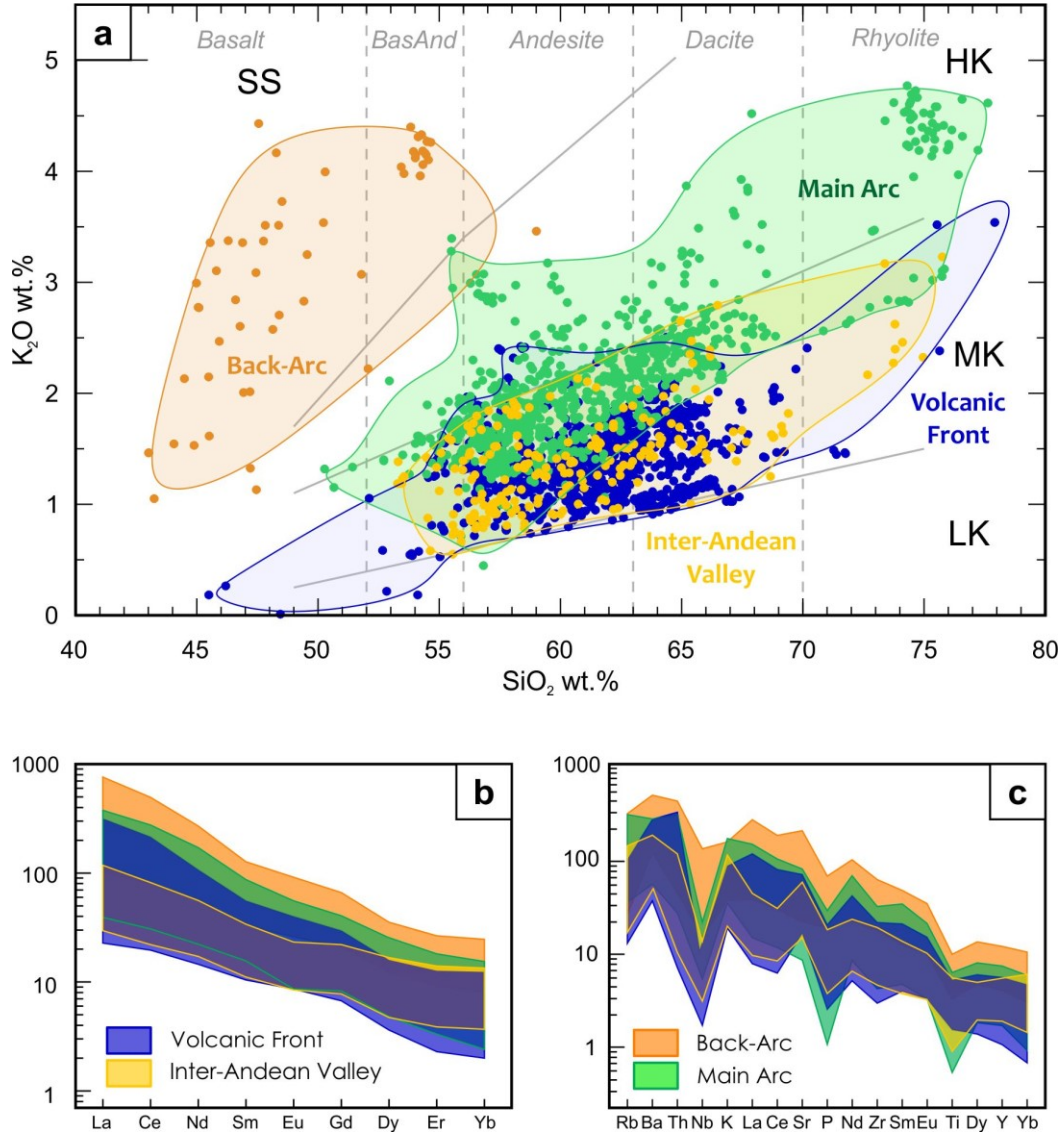 a
Basalt BasAnd Andesite Dacite Rhyolite
SS
HK
Main Arc
Back-Arc
MK
Volcanic
Front
Inter-Andean
Valley
LK
5
4
3
2
1
0
K₂O wt.%
40 45 50 55 60 65 70 75 80
SiO₂ wt.%
b
1000
100
10
1
Volcanic Front
Inter-Andean Valley
La Ce Nd Sm Eu Gd Dy Er Yb
c
1000
100
10
1
Back-Arc
Main Arc
Rb Ba Th Nb K La Ce Sr P Nd Zr Sm Eu Ti Dy Y Yb